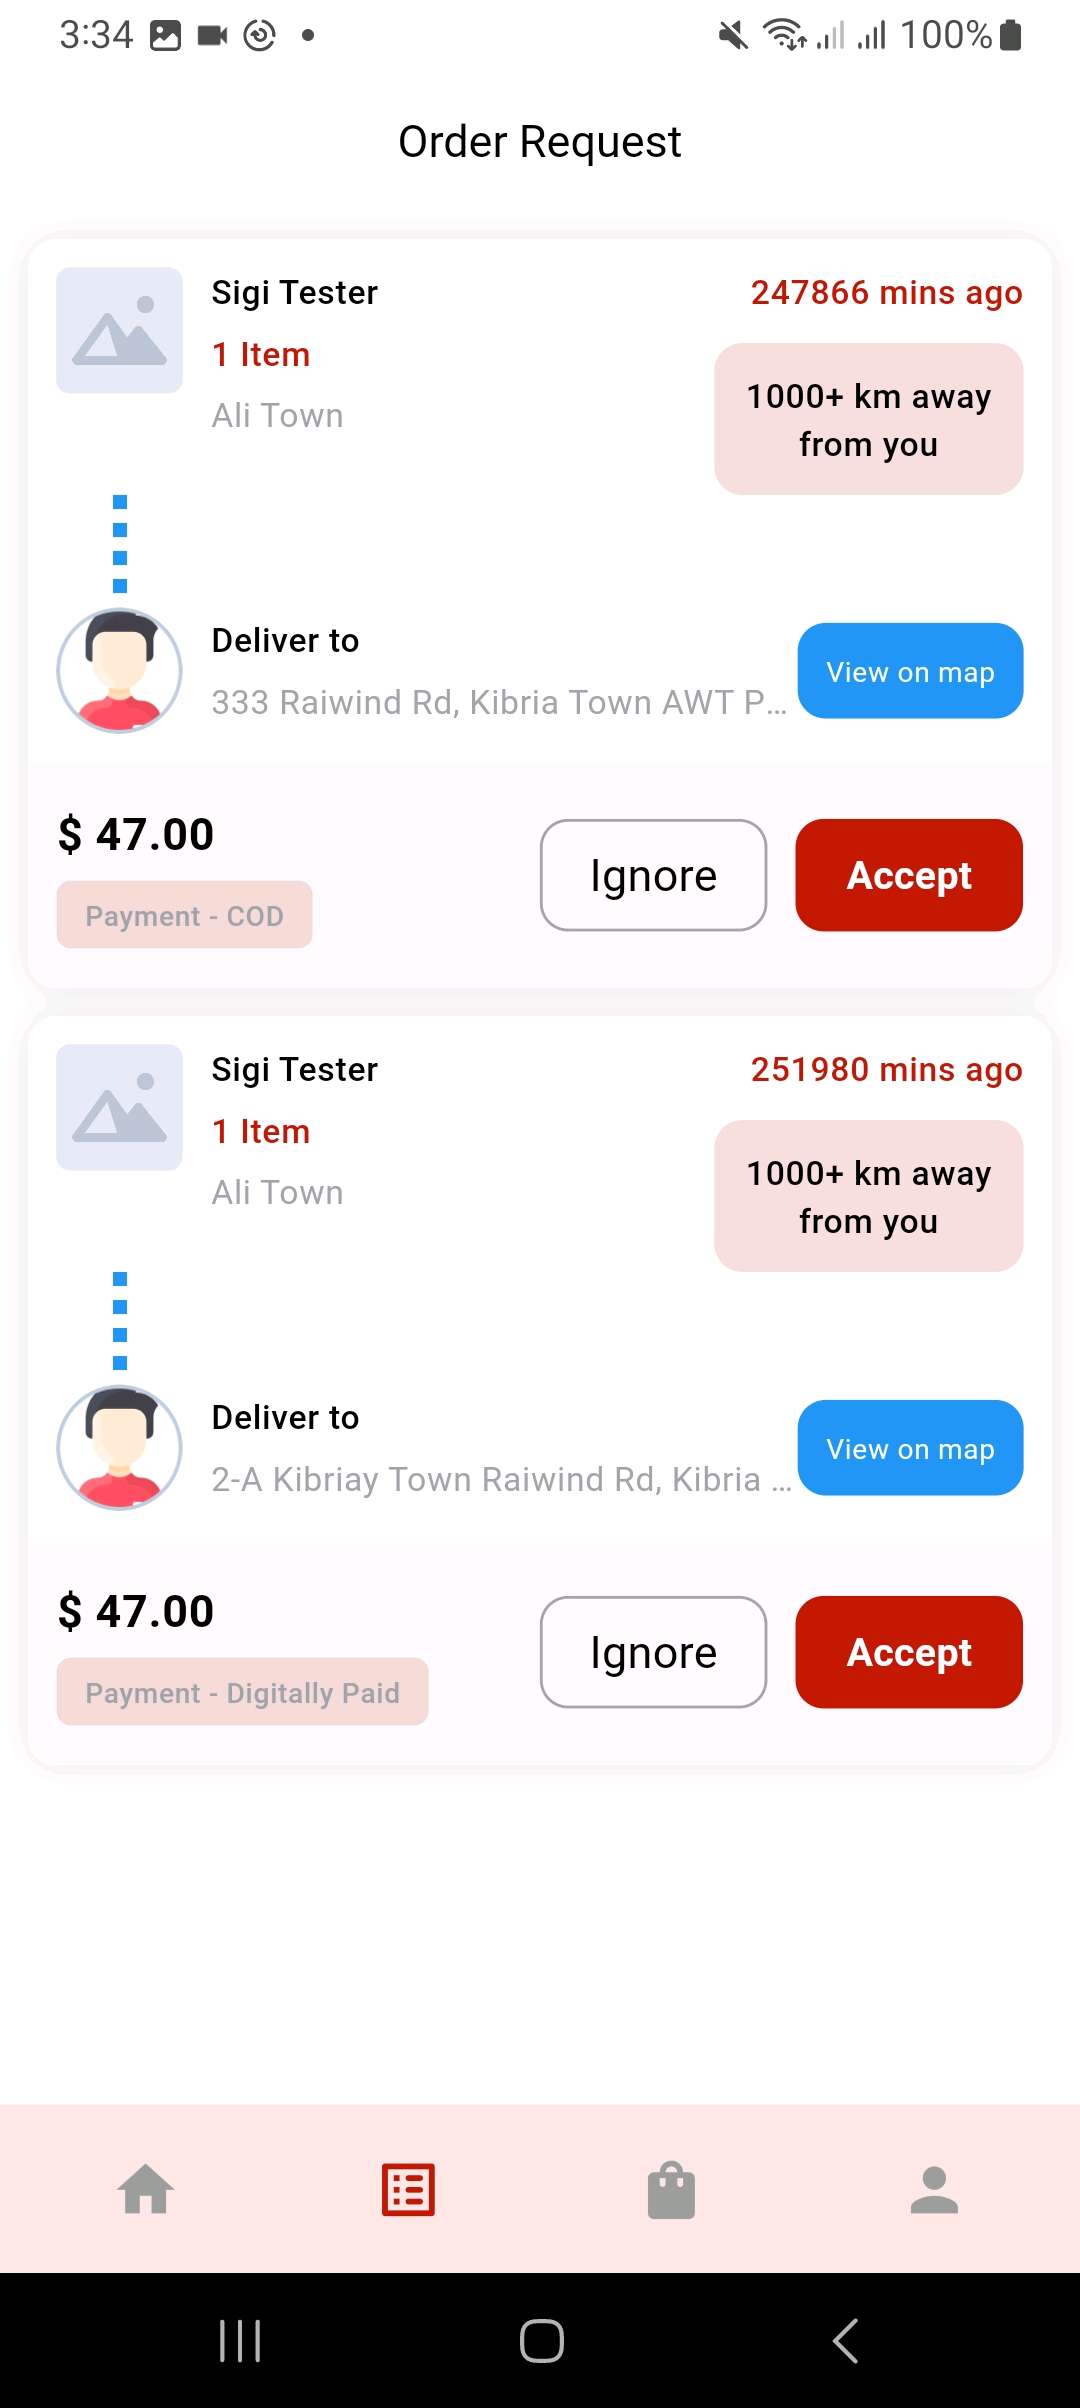 3:34
100%
Order Request
Sigi Tester
247866 mins ago
1 Item
1000+ km away
from you
Ali Town
Deliver to
View on map
333 Raiwind Rd, Kibria Town AWT P...
$ 47.00
Ignore
Accept
Payment - COD
Sigi Tester
251980 mins ago
1 Item
1000+ km away
from you
Ali Town
Deliver to
View on map
2-A Kibriay Town Raiwind Rd, Kibria ...
$ 47.00
Ignore
Accept
Payment - Digitally Paid